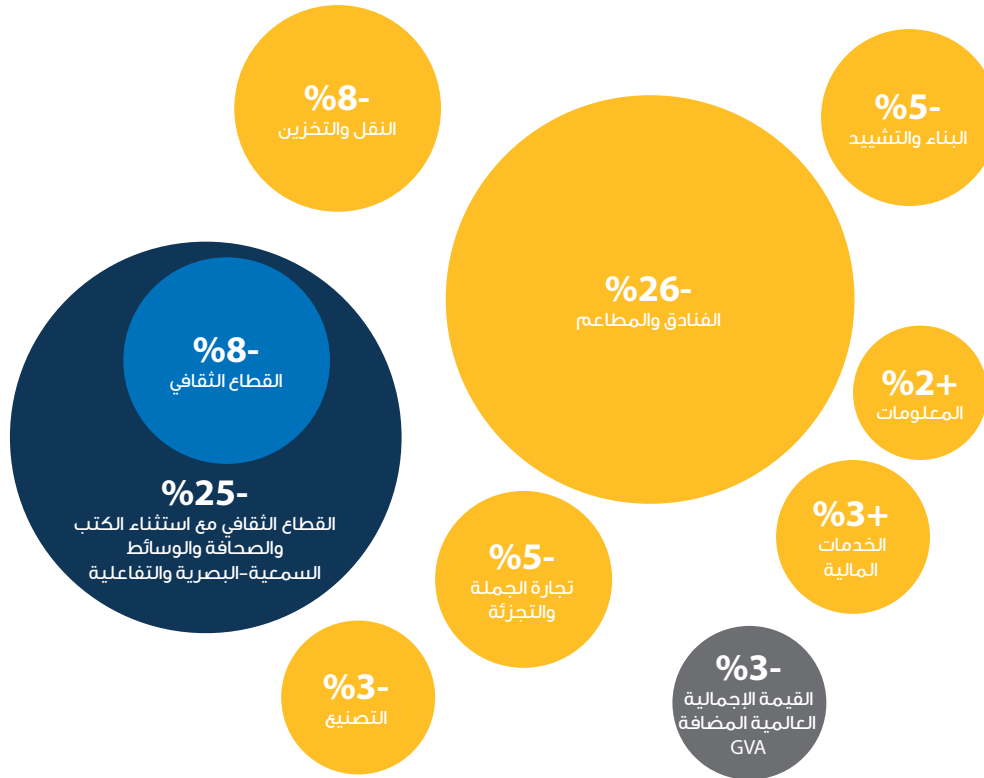 %5-
البناء والتشييد
%8-
النقل والتخزين
%26-
الفنادق والمطاعم
%2+
المعلومات
%8-
القطاع الثقافي
%25-
القطاع الثقافي مع استثناء الكتب
والصحافة والوسائط
السمعية-البصرية والتفاعلية
%3+
الخدمات
المالية
%5-
تجارة الجملة
والتجزئة
%3-
القيمة الإجمالية
العالمية المضافة
GVA
%3-
التصنيع